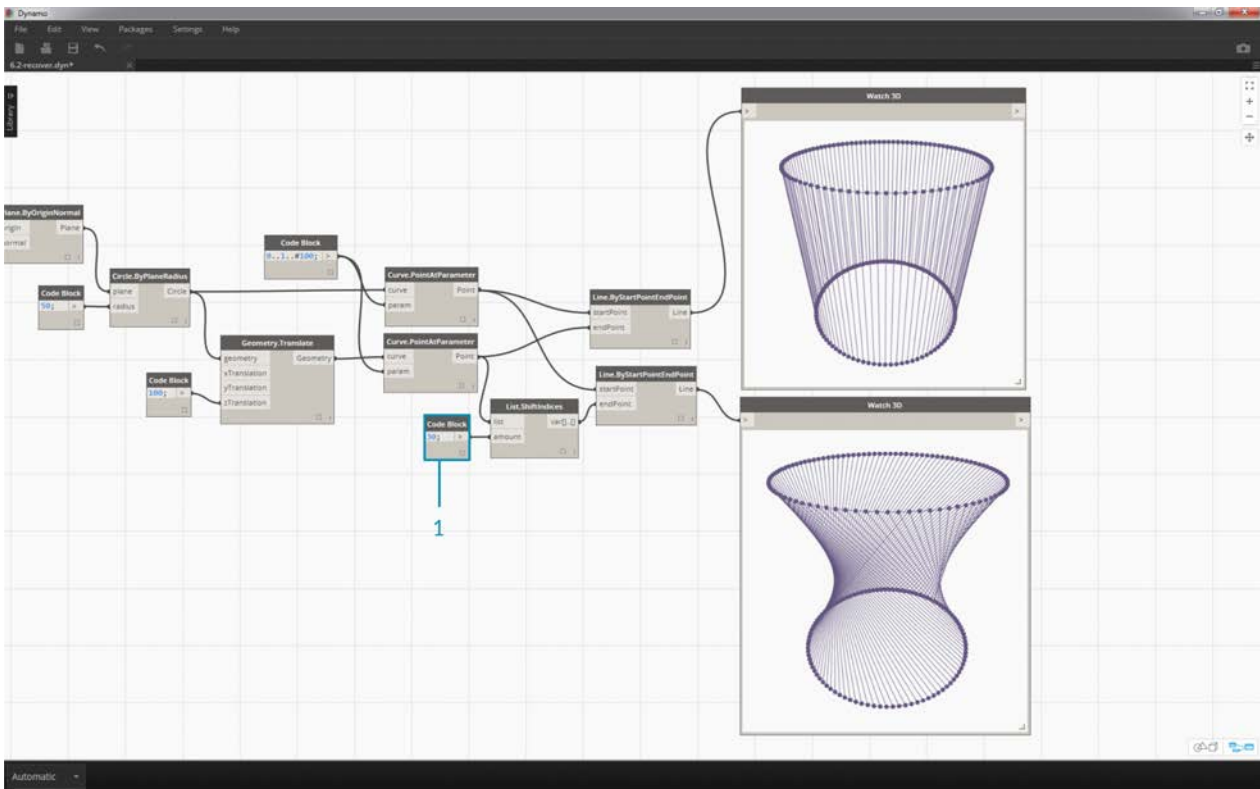 Dynamo
File Edit View Packages Settings Help
6.2-recover.dyn*
Library
Plane.ByOriginNormal
origin Plane
normal
Code Block
50; >
Circle.ByPlaneRadius
plane Circle
radius
Code Block
0..1..#100; >
Geometry.Translate
geometry Geometry
xTranslation
yTranslation
zTranslation
Code Block
100; >
Curve.PointAtParameter
curve Point
param
Curve.PointAtParameter
curve Point
param
Code Block
30; >
1
List.ShiftIndices
list var[]..[]
amount
Line.ByStartPointEndPoint
startPoint Line
endPoint
Line.ByStartPointEndPoint
startPoint Line
endPoint
Watch 3D
> >
Watch 3D
> >
Automatic